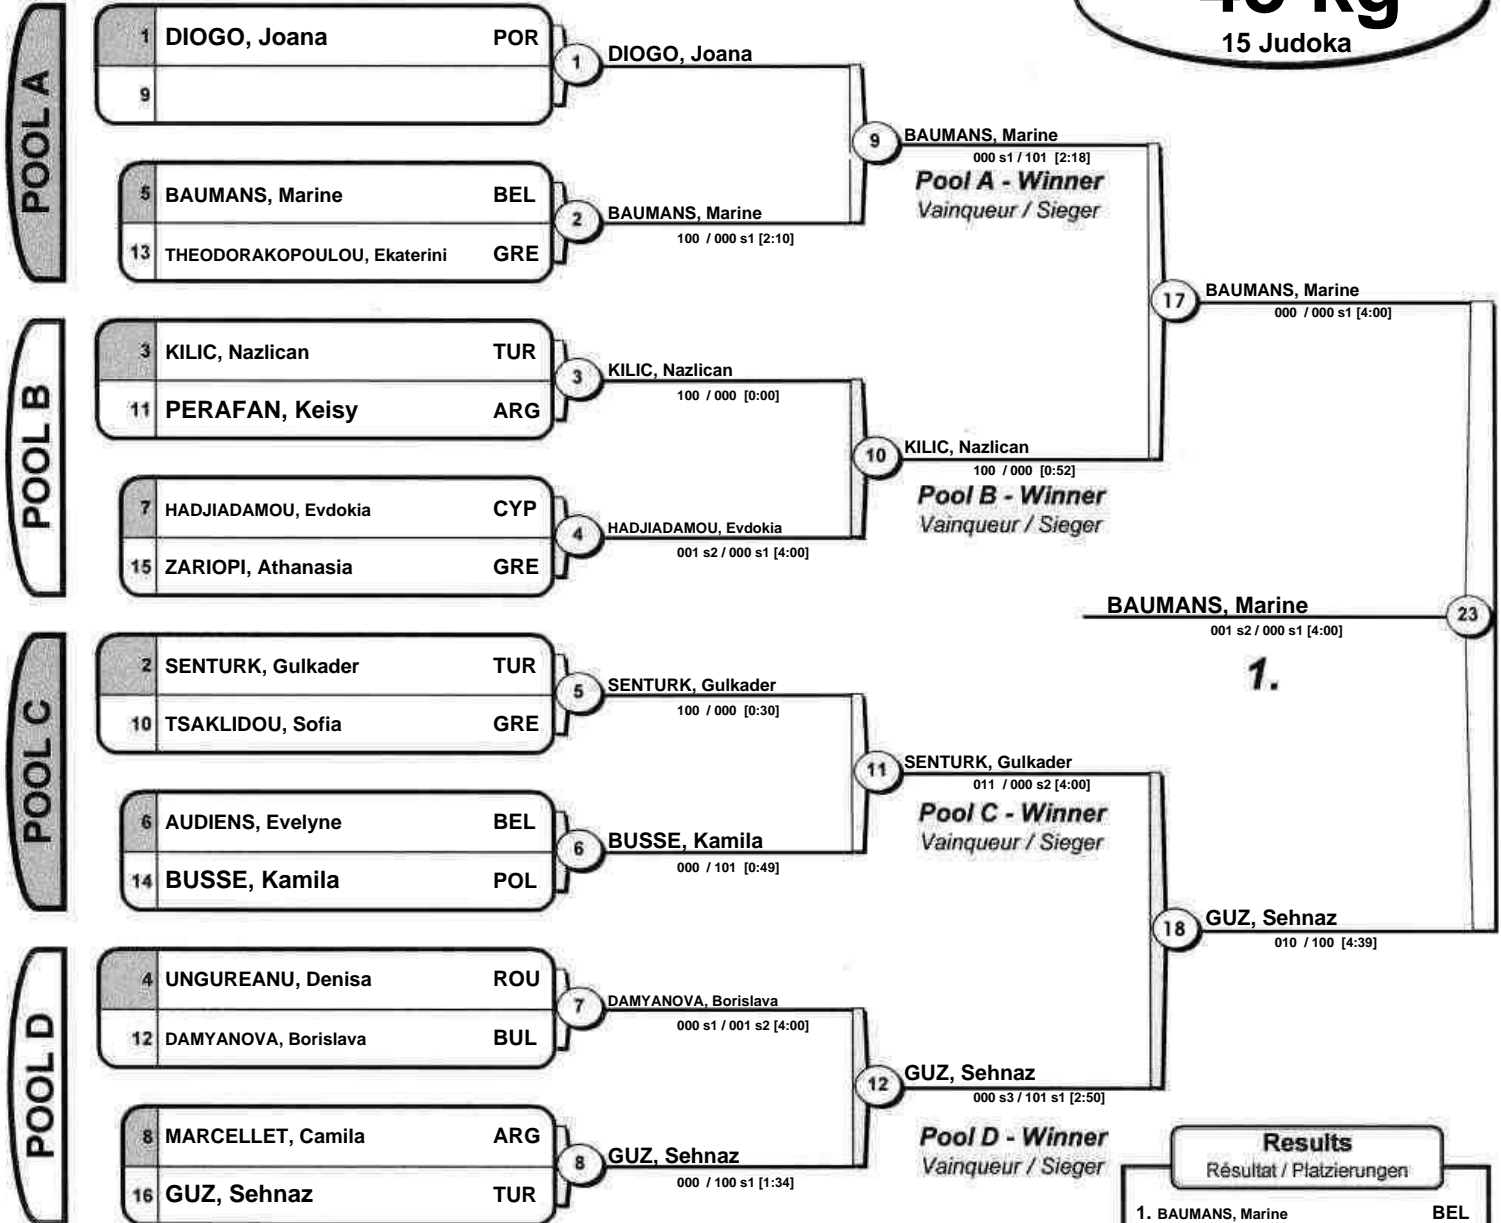 15 Judoka
POOL A
1 DIOGO, Joana POR
9
1
DIOGO, Joana
5 BAUMANS, Marine BEL
13 THEODORAKOPOULOU, Ekaterini GRE
2
BAUMANS, Marine
100 / 000 s1 [2:10]
9
BAUMANS, Marine
000 s1 / 101 [2:18]
Pool A - Winner
Vainqueur / Sieger
POOL B
3 KILIC, Nazlican TUR
11 PERAFAN, Keisy ARG
3
KILIC, Nazlican
100 / 000 [0:00]
7 HADJIADAMOU, Evdokia CYP
15 ZARIOPI, Athanasia GRE
4
HADJIADAMOU, Evdokia
001 s2 / 000 s1 [4:00]
10
KILIC, Nazlican
100 / 000 [0:52]
Pool B - Winner
Vainqueur / Sieger
17
BAUMANS, Marine
000 / 000 s1 [4:00]
BAUMANS, Marine
001 s2 / 000 s1 [4:00]
1.
23
POOL C
2 SENTURK, Gulkader TUR
10 TSAKLIDOU, Sofia GRE
5
SENTURK, Gulkader
100 / 000 [0:30]
6 AUDIENS, Evelyne BEL
14 BUSSE, Kamila POL
6
BUSSE, Kamila
000 / 101 [0:49]
11
SENTURK, Gulkader
011 / 000 s2 [4:00]
Pool C - Winner
Vainqueur / Sieger
POOL D
4 UNGUREANU, Denisa ROU
12 DAMYANOVA, Borislava BUL
7
DAMYANOVA, Borislava
000 s1 / 001 s2 [4:00]
8 MARCELLET, Camila ARG
16 GUZ, Sehnaz TUR
8
GUZ, Sehnaz
000 / 100 s1 [1:34]
12
GUZ, Sehnaz
000 s3 / 101 s1 [2:50]
Pool D - Winner
Vainqueur / Sieger
18
GUZ, Sehnaz
010 / 100 [4:39]
Results
Résultat / Platzierungen
1. BAUMANS, Marine BEL